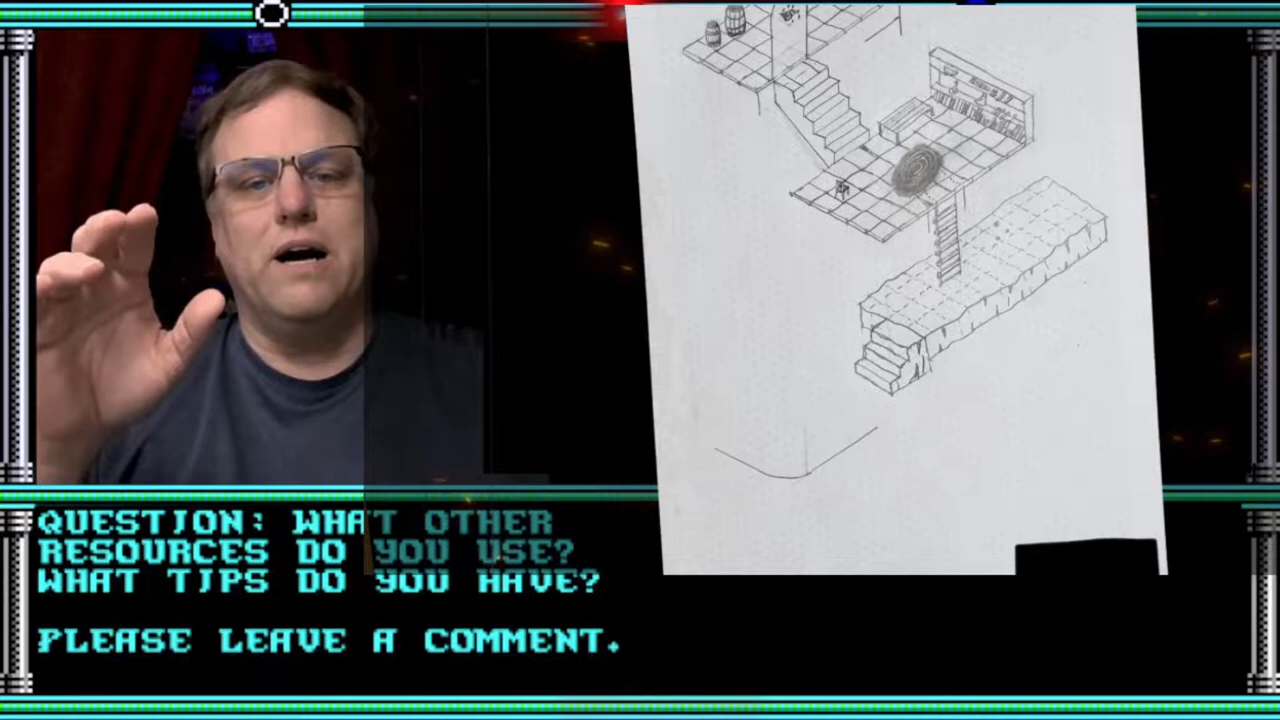 QUESTION: WHAT OTHER
RESOURCES DO YOU USE?
WHAT TIPS DO YOU HAVE?
PLEASE LEAVE A COMMENT.